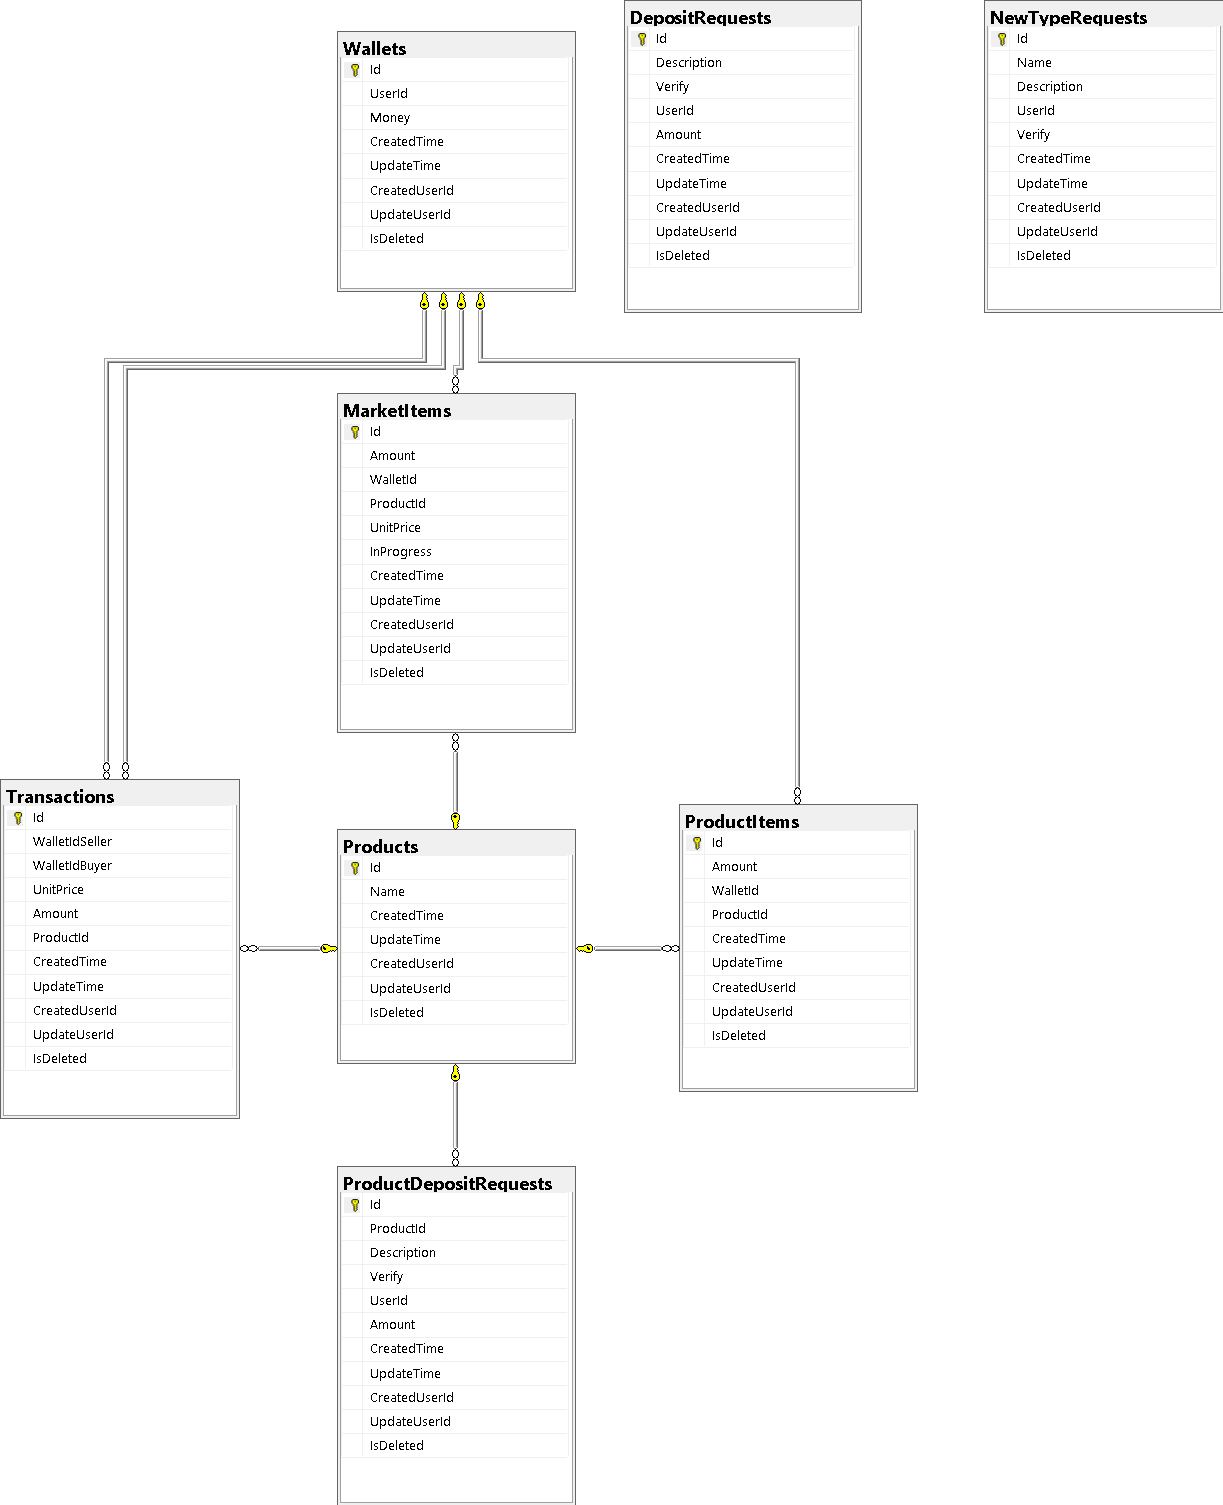 Wallets
Id
UserId
Money
CreatedTime
UpdateTime
CreatedUserId
UpdateUserId
IsDeleted
DepositRequests
Id
Description
Verify
UserId
Amount
CreatedTime
UpdateTime
CreatedUserId
UpdateUserId
IsDeleted
NewTypeRequests
Id
Name
Description
UserId
Verify
CreatedTime
UpdateTime
CreatedUserId
UpdateUserId
IsDeleted
MarketItems
Id
Amount
WalletId
ProductId
UnitPrice
InProgress
CreatedTime
UpdateTime
CreatedUserId
UpdateUserId
IsDeleted
Transactions
Id
WalletIdSeller
WalletIdBuyer
UnitPrice
Amount
ProductId
CreatedTime
UpdateTime
CreatedUserId
UpdateUserId
IsDeleted
Products
Id
Name
CreatedTime
UpdateTime
CreatedUserId
UpdateUserId
IsDeleted
ProductItems
Id
Amount
WalletId
ProductId
CreatedTime
UpdateTime
CreatedUserId
UpdateUserId
IsDeleted
ProductDepositRequests
Id
ProductId
Description
Verify
UserId
Amount
CreatedTime
UpdateTime
CreatedUserId
UpdateUserId
IsDeleted